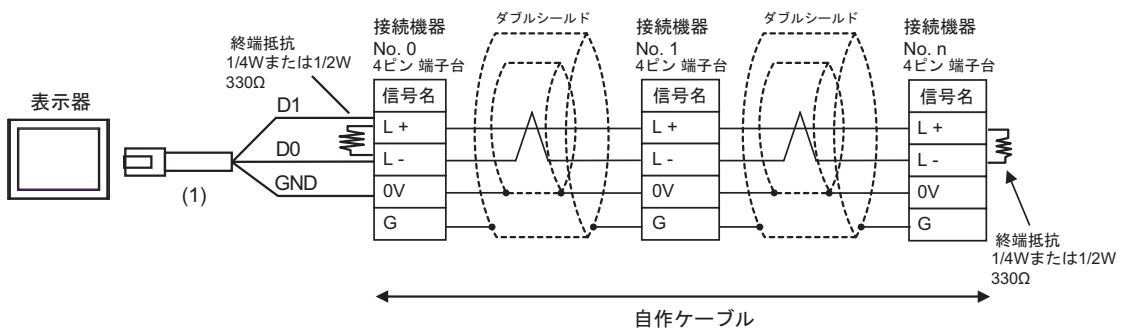 表示器
(1)
D1
D0
GND
終端抵抗
1/4Wまたは1/2W
330Ω
接続機器
No. 0
4ピン 端子台
信号名
L +
L -
0V
G
ダブルシールド
接続機器
No. 1
4ピン 端子台
信号名
L +
L -
0V
G
ダブルシールド
接続機器
No. n
4ピン 端子台
信号名
L +
L -
0V
G
終端抵抗
1/4Wまたは1/2W
330Ω
自作ケーブル